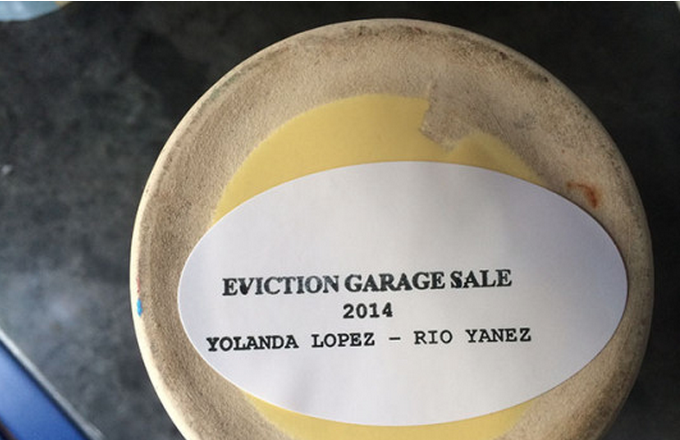 EVICTION GARAGE SALE
2014
YOLANDA LOPEZ – RIO YANEZ